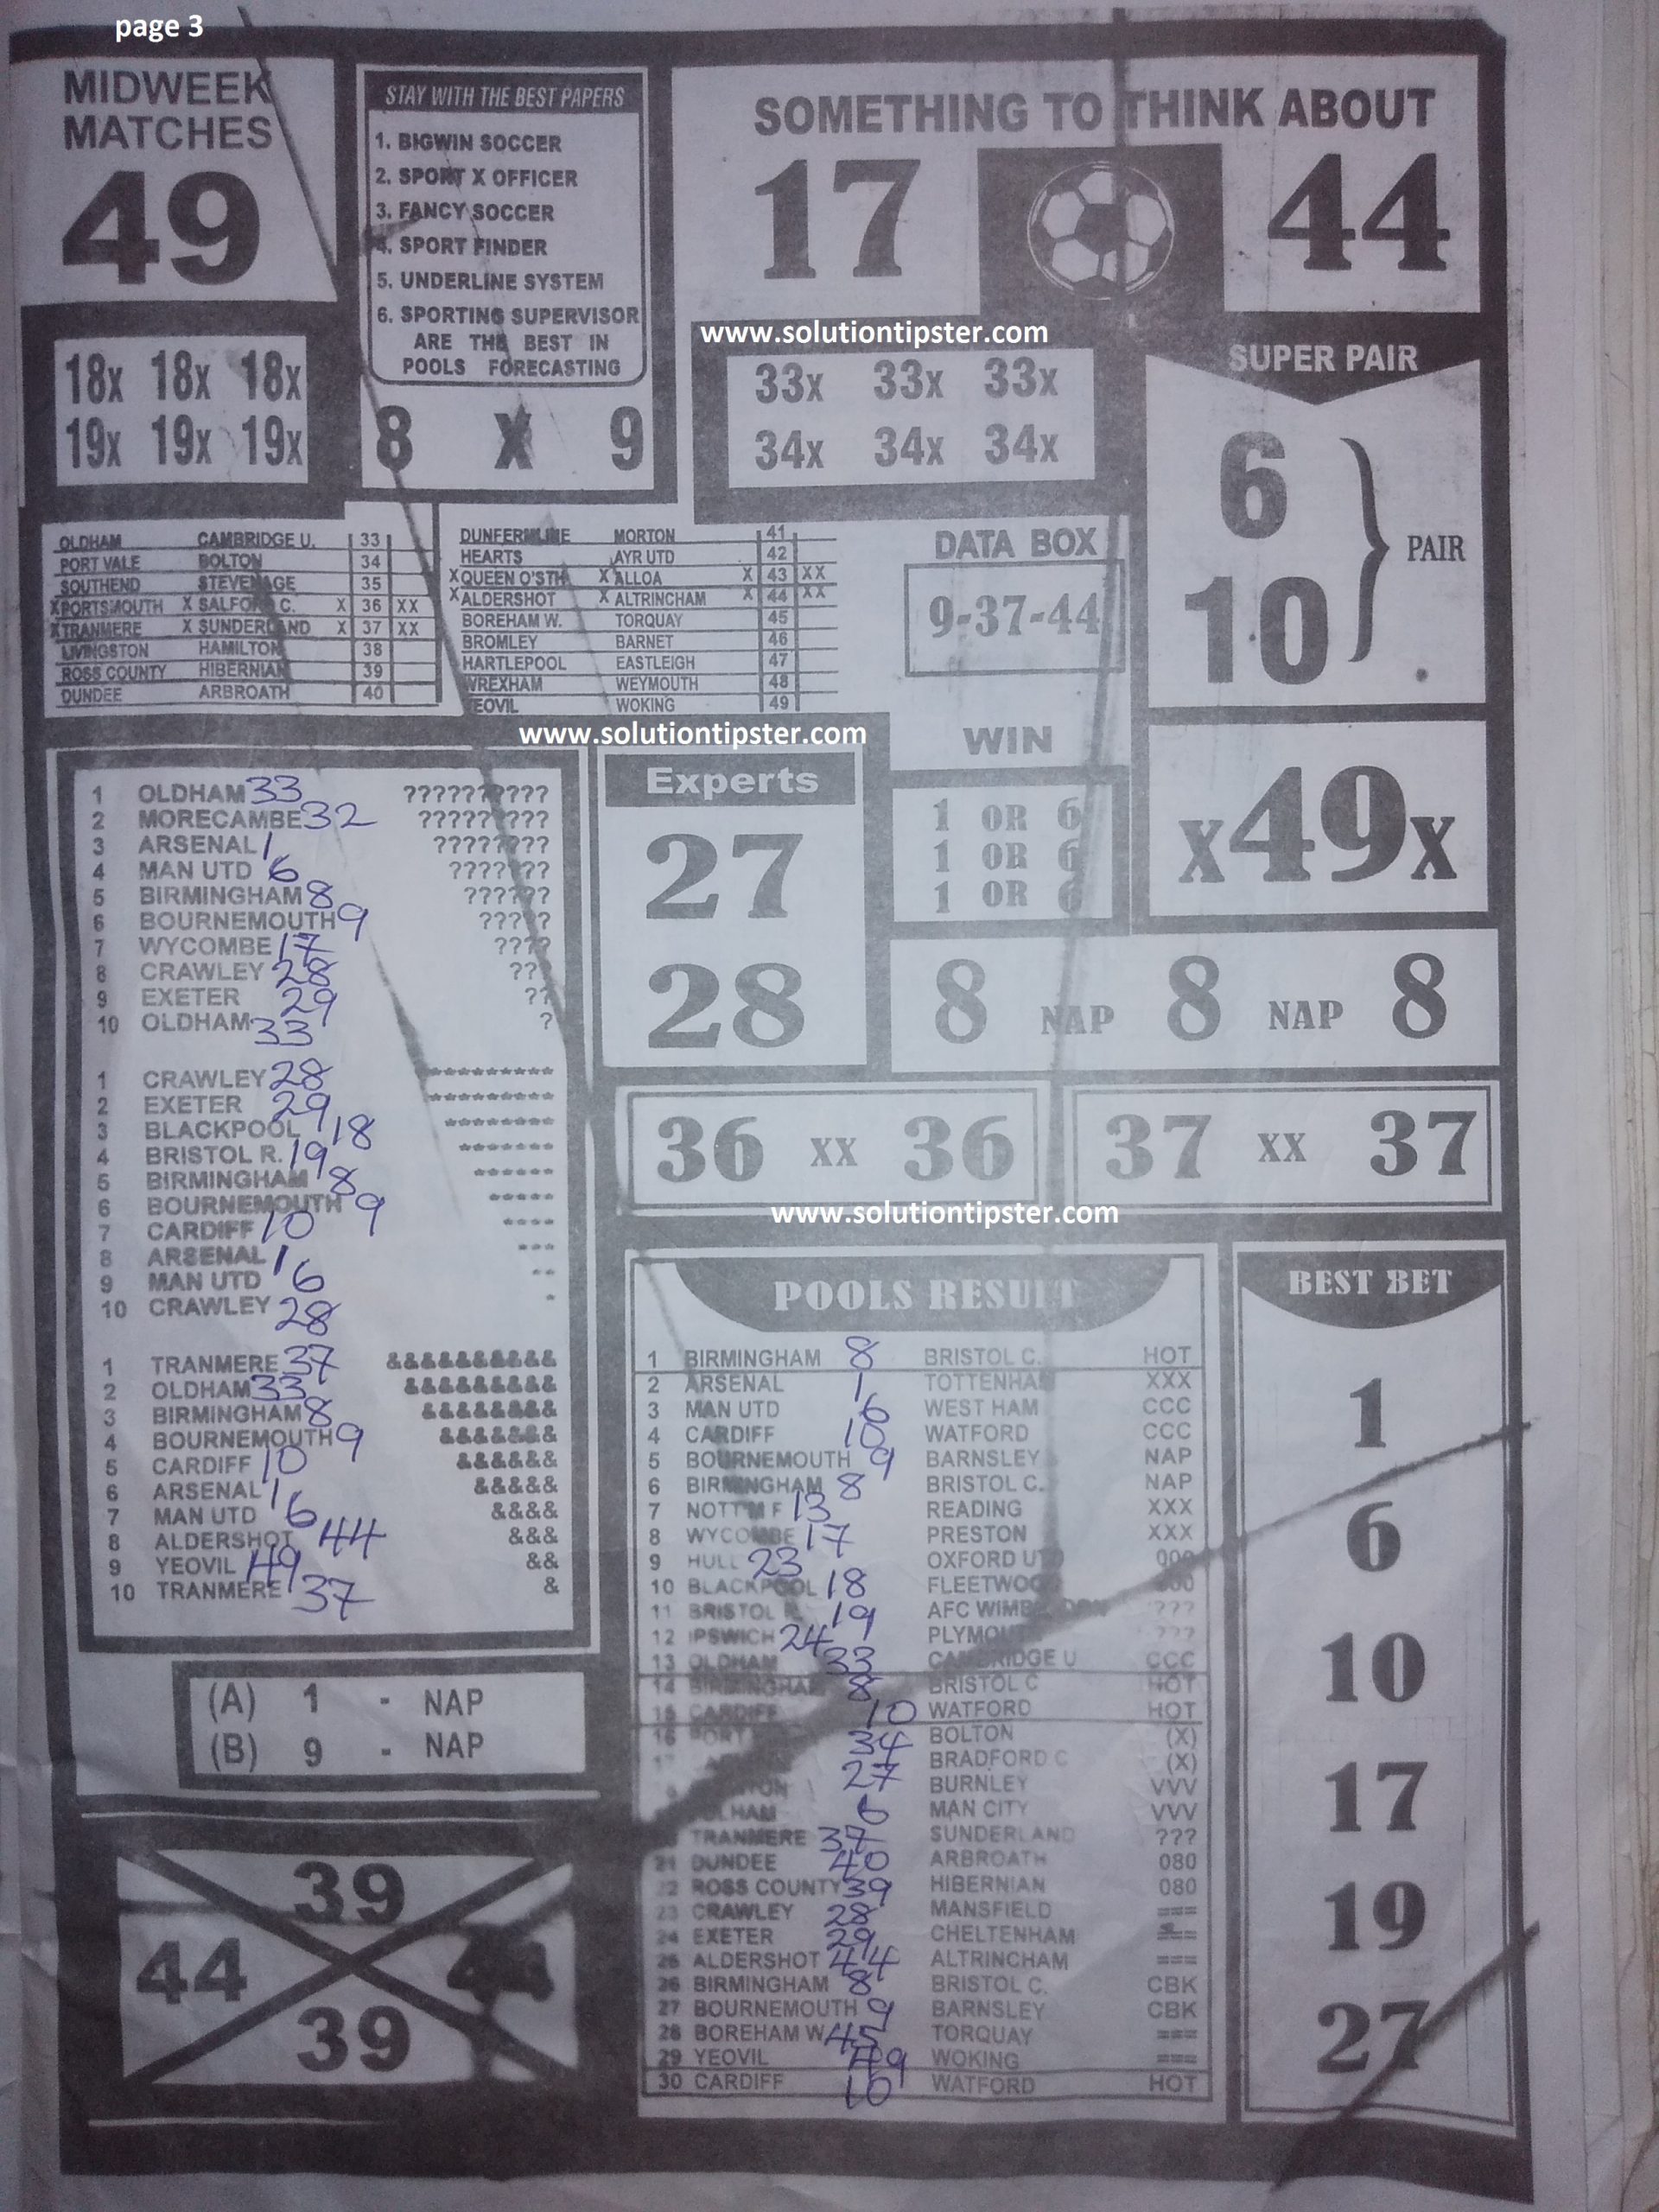 page 3
MIDWEEK
MATCHES
49
STAY WITH THE BEST PAPERS
1. BIGWIN SOCCER
2. SPORT X OFFICER
3. FANCY SOCCER
4. SPORT FINDER
5. UNDERLINE SYSTEM
6. SPORTING SUPERVISOR
ARE THE BEST IN
POOLS FORECASTING
8 X 9
SOMETHING TO THINK ABOUT
17 44
www.solutiontipster.com
18x 18x 18x
19x 19x 19x
33x 33x 33x
34x 34x 34x
SUPER PAIR
6
10
PAIR
OLDHAM CAMBRIDGE U. 33
PORT VALE BOLTON 34
SOUTHEND STEVENAGE 35
X PORTSMOUTH X SALFORD C. X 36 XX
X TRANMERE X SUNDERLAND X 37 XX
LIVINGSTON HAMILTON 38
ROSS COUNTY HIBERNIAN 39
DUNDEE ARBROATH 40
DUNFERMLINE MORTON 41
HEARTS AYR UTD 42
X QUEEN O'STH X ALLOA X 43 XX
X ALDERSHOT X ALTRINCHAM X 44 XX
BOREHAM W. TORQUAY 45
BROMLEY BARNET 46
HARTLEPOOL EASTLEIGH 47
WREXHAM WEYMOUTH 48
YEOVIL WOKING 49
DATA BOX
9-37-44
www.solutiontipster.com
WIN
1 OR 6
1 OR 6
1 OR 6
X49X
1 OLDHAM 33 ??????????
2 MORECAMBE 32 ?????????
3 ARSENAL 1 ????????
4 MAN UTD 6 ???????
5 BIRMINGHAM 8 ??????
6 BOURNEMOUTH 9 ?????
7 WYCOMBE 17 ????
8 CRAWLEY 28 ???
9 EXETER 29 ??
10 OLDHAM 33 ?
1 CRAWLEY 28 **********
2 EXETER 29 *********
3 BLACKPOOL 18 ********
4 BRISTOL R. 19 *******
5 BIRMINGHAM 8 ******
6 BOURNEMOUTH 9 *****
7 CARDIFF 10 ****
8 ARSENAL 1 ***
9 MAN UTD 6 **
10 CRAWLEY 28 *
1 TRANMERE 37 &&&&&&&&&&
2 OLDHAM 33 &&&&&&&&&
3 BIRMINGHAM 8 &&&&&&&&
4 BOURNEMOUTH 9 &&&&&&&
5 CARDIFF 10 &&&&&&
6 ARSENAL 1 &&&&&
7 MAN UTD 6 &&&&
8 ALDERSHOT 44 &&&
9 YEOVIL 49 &&
10 TRANMERE 37 &
Experts
27
28
8 NAP 8 NAP 8
36 XX 36
37 XX 37
www.solutiontipster.com
(A) 1 - NAP
(B) 9 - NAP
39
44 44
39
POOLS RESULT
1 BIRMINGHAM 8 BRISTOL C. HOT
2 ARSENAL 1 TOTTENHAM XXX
3 MAN UTD 6 WEST HAM CCC
4 CARDIFF 10 WATFORD CCC
5 BOURNEMOUTH 9 BARNSLEY NAP
6 BIRMINGHAM 8 BRISTOL C. NAP
7 NOTT'M F 13 READING XXX
8 WYCOMBE 17 PRESTON XXX
9 HULL 23 OXFORD UTD
10 BLACKPOOL 18 FLEETWOOD
11 BRISTOL R. 19 AFC WIMBLEDON ???
12 IPSWICH 24 PLYMOUTH ???
13 OLDHAM 33 CAMBRIDGE U CCC
14 BIRMINGHAM 8 BRISTOL C HOT
15 CARDIFF 10 WATFORD HOT
16 PORT 34 BOLTON (X)
17 27 BRADFORD C (X)
BURNLEY VVV
MAN CITY VVV
TRANMERE 37 SUNDERLAND ???
21 DUNDEE 40 ARBROATH 080
22 ROSS COUNTY 39 HIBERNIAN 080
23 CRAWLEY 28 MANSFIELD ===
24 EXETER 29 CHELTENHAM ===
25 ALDERSHOT 44 ALTRINCHAM ===
26 BIRMINGHAM 8 BRISTOL C. CBK
27 BOURNEMOUTH 9 BARNSLEY CBK
28 BOREHAM W 45 TORQUAY ===
29 YEOVIL 49 WOKING ===
30 CARDIFF 10 WATFORD HOT
BEST BET
1
6
10
17
19
27